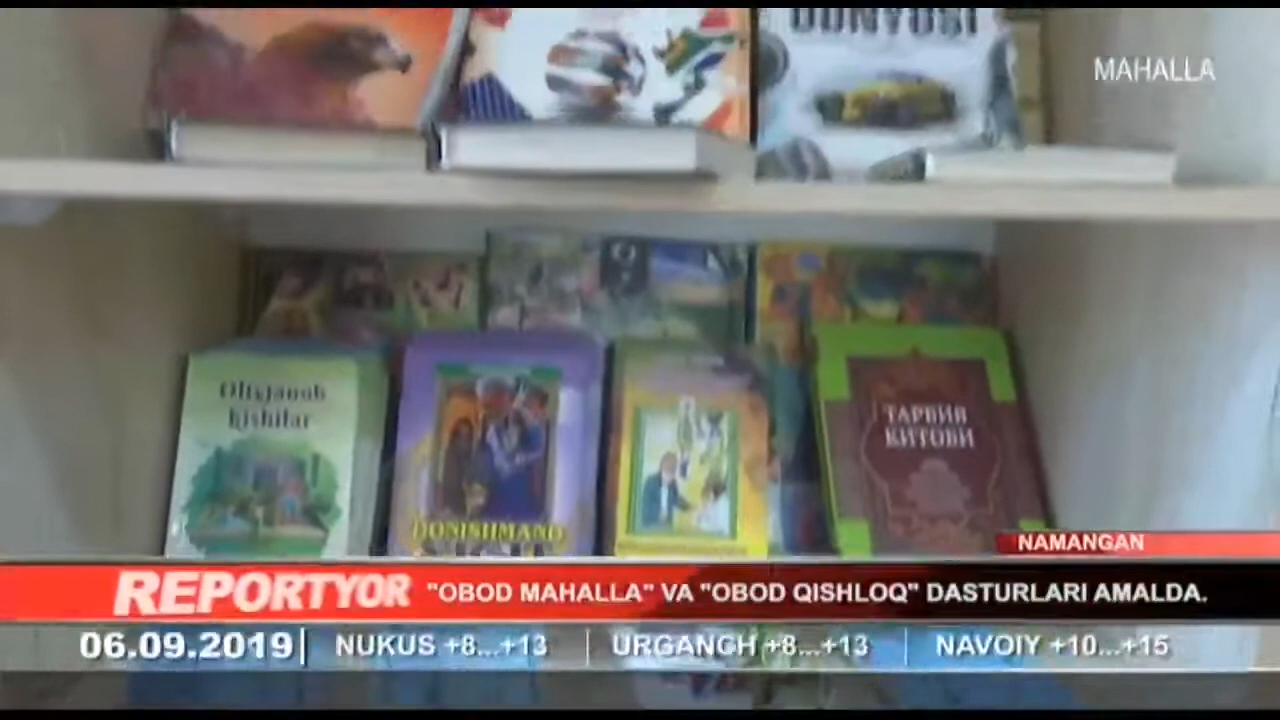 DUNYOSI
MAHALLA
Olisjanob
kishilar
DONISHMAND
ТАРБИЯ
КИТОБИ
NAMANGAN
REPORTYOR "OBOD MAHALLA" VA "OBOD QISHLOQ" DASTURLARI AMALDA.
06.09.2019 NUKUS +8...+13 URGANCH +8...+13 NAVOIY +10...+15